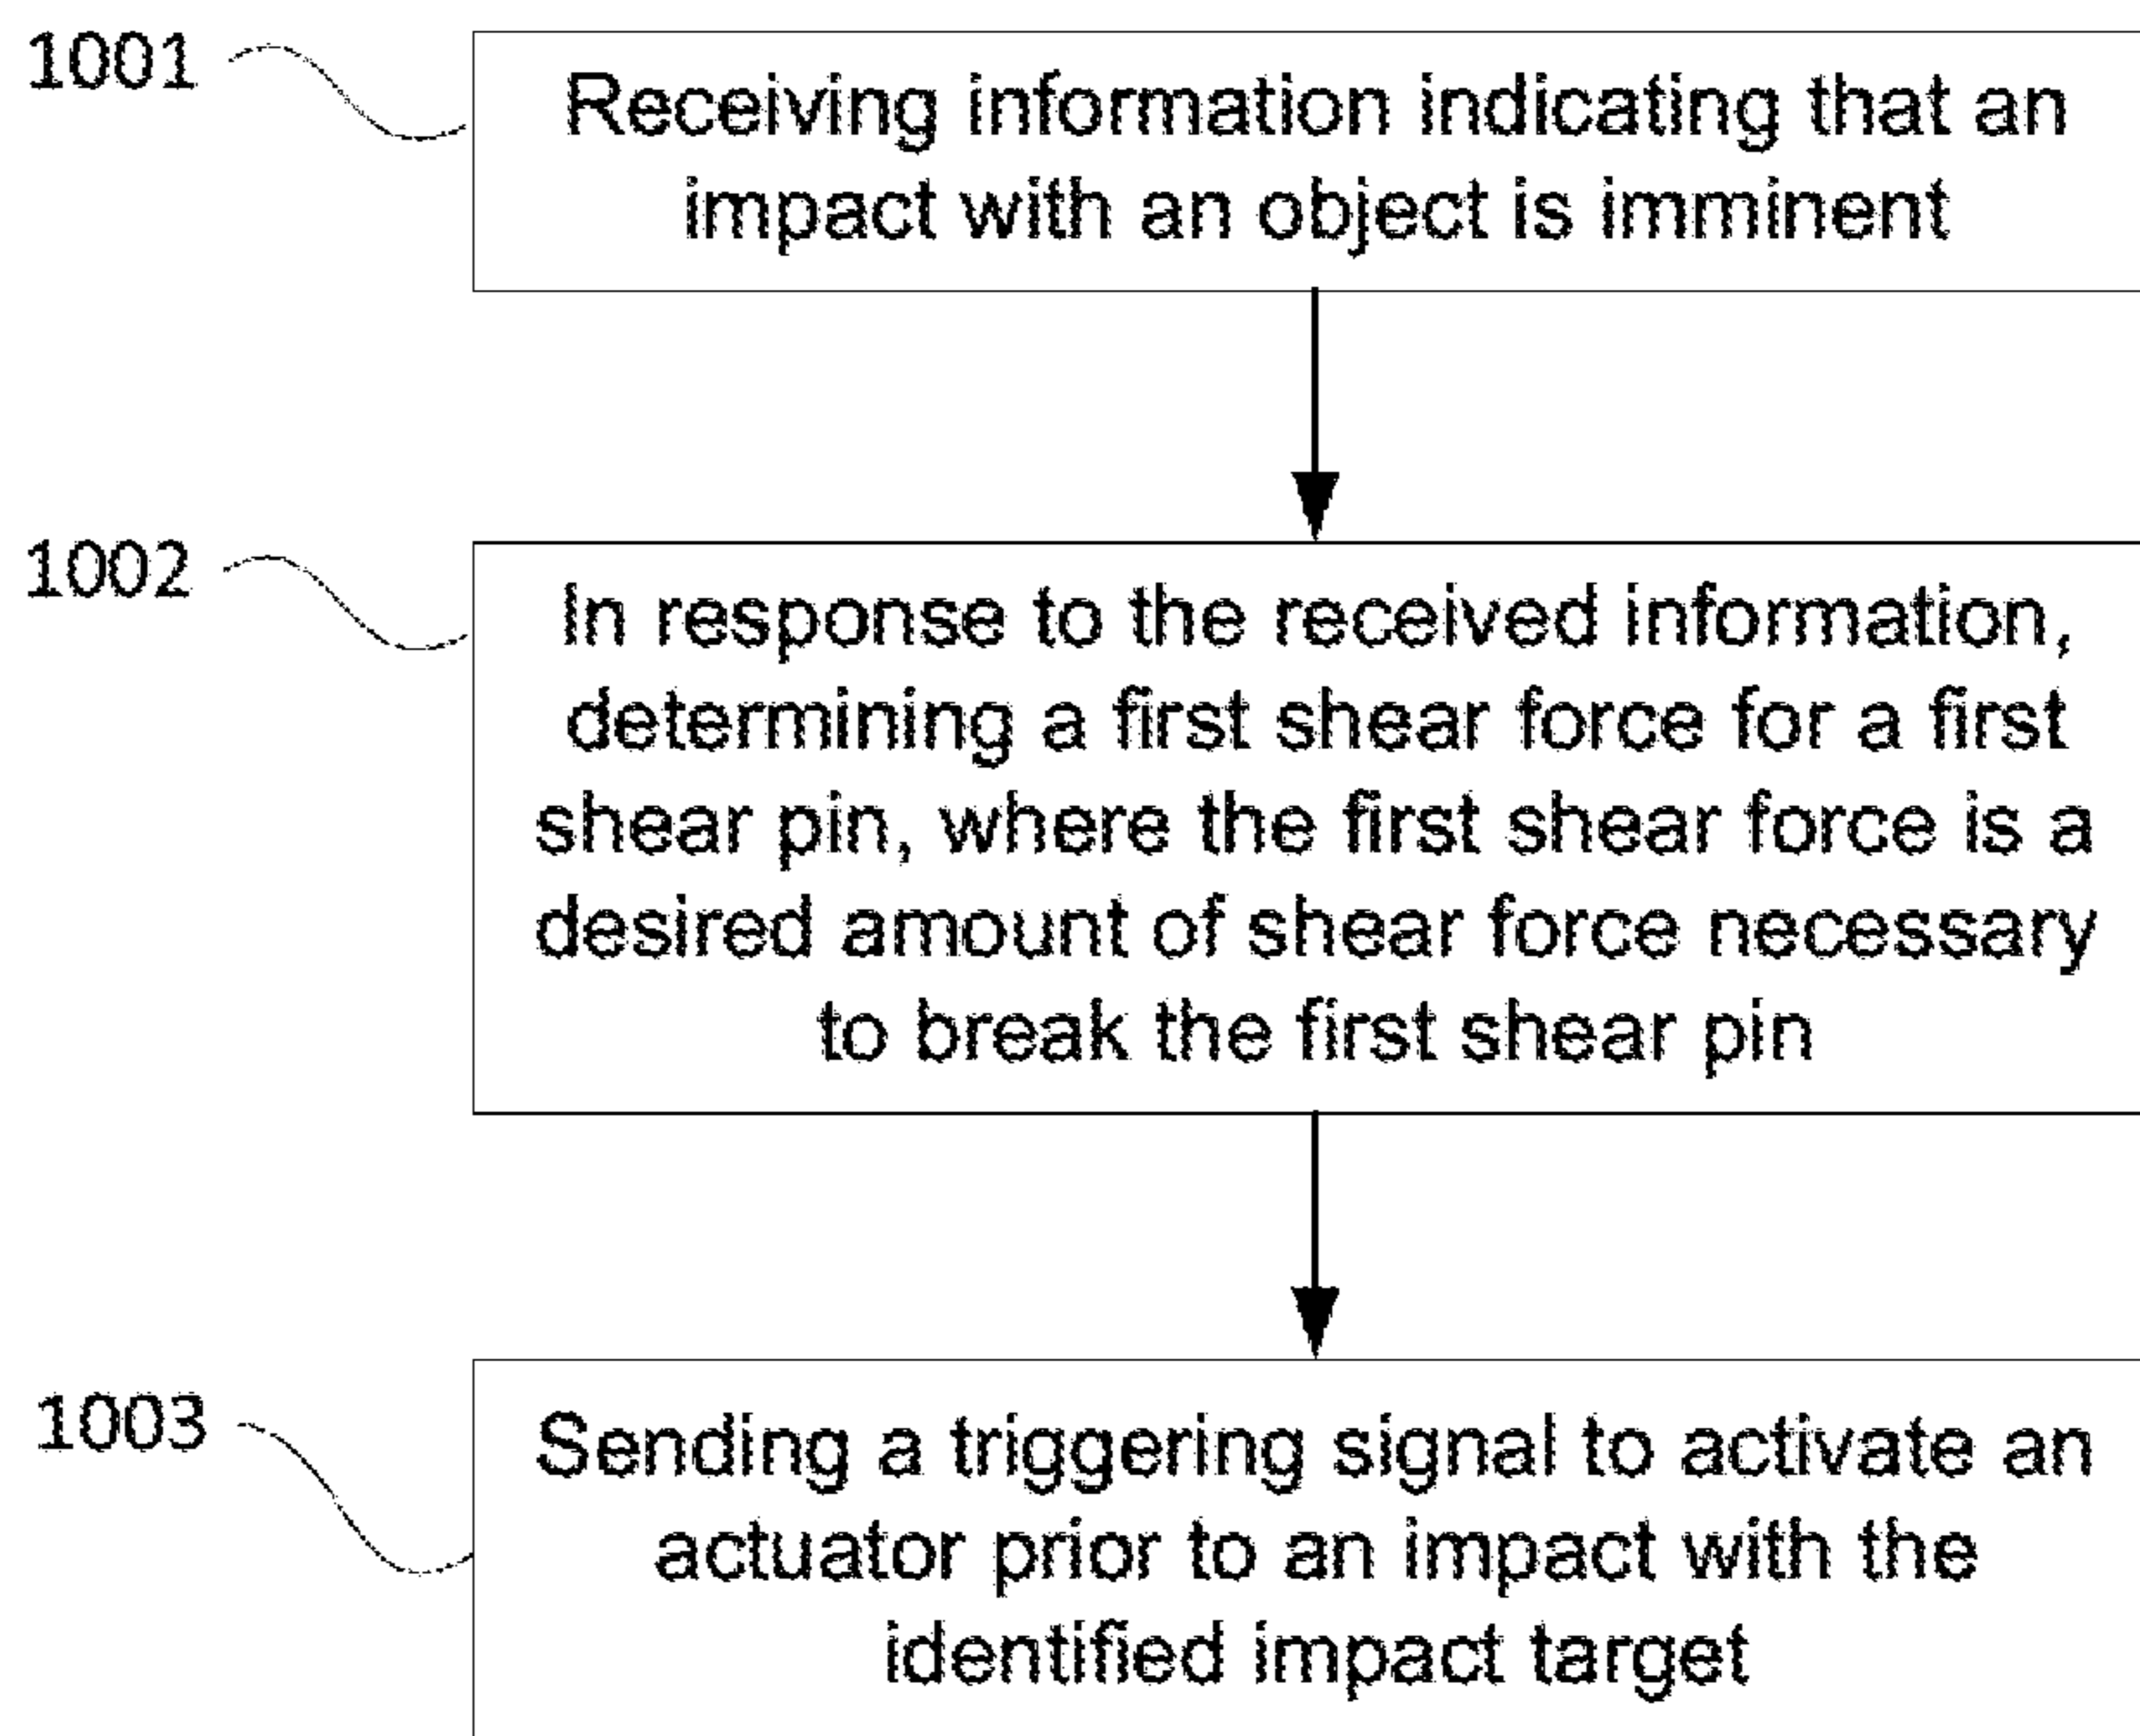 1001
Receiving information indicating that an
impact with an object is imminent
1002
In response to the received information,
determining a first shear force for a first
shear pin, where the first shear force is a
desired amount of shear force necessary
to break the first shear pin
1003
Sending a triggering signal to activate an
actuator prior to an impact with the
identified impact target